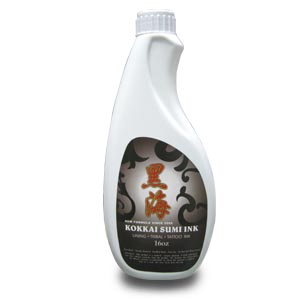 黒
海
NEW FORMULA SINCE 2008
KOKKAI SUMI INK
LINING • TRIBAL • TATTOO INK
16oz